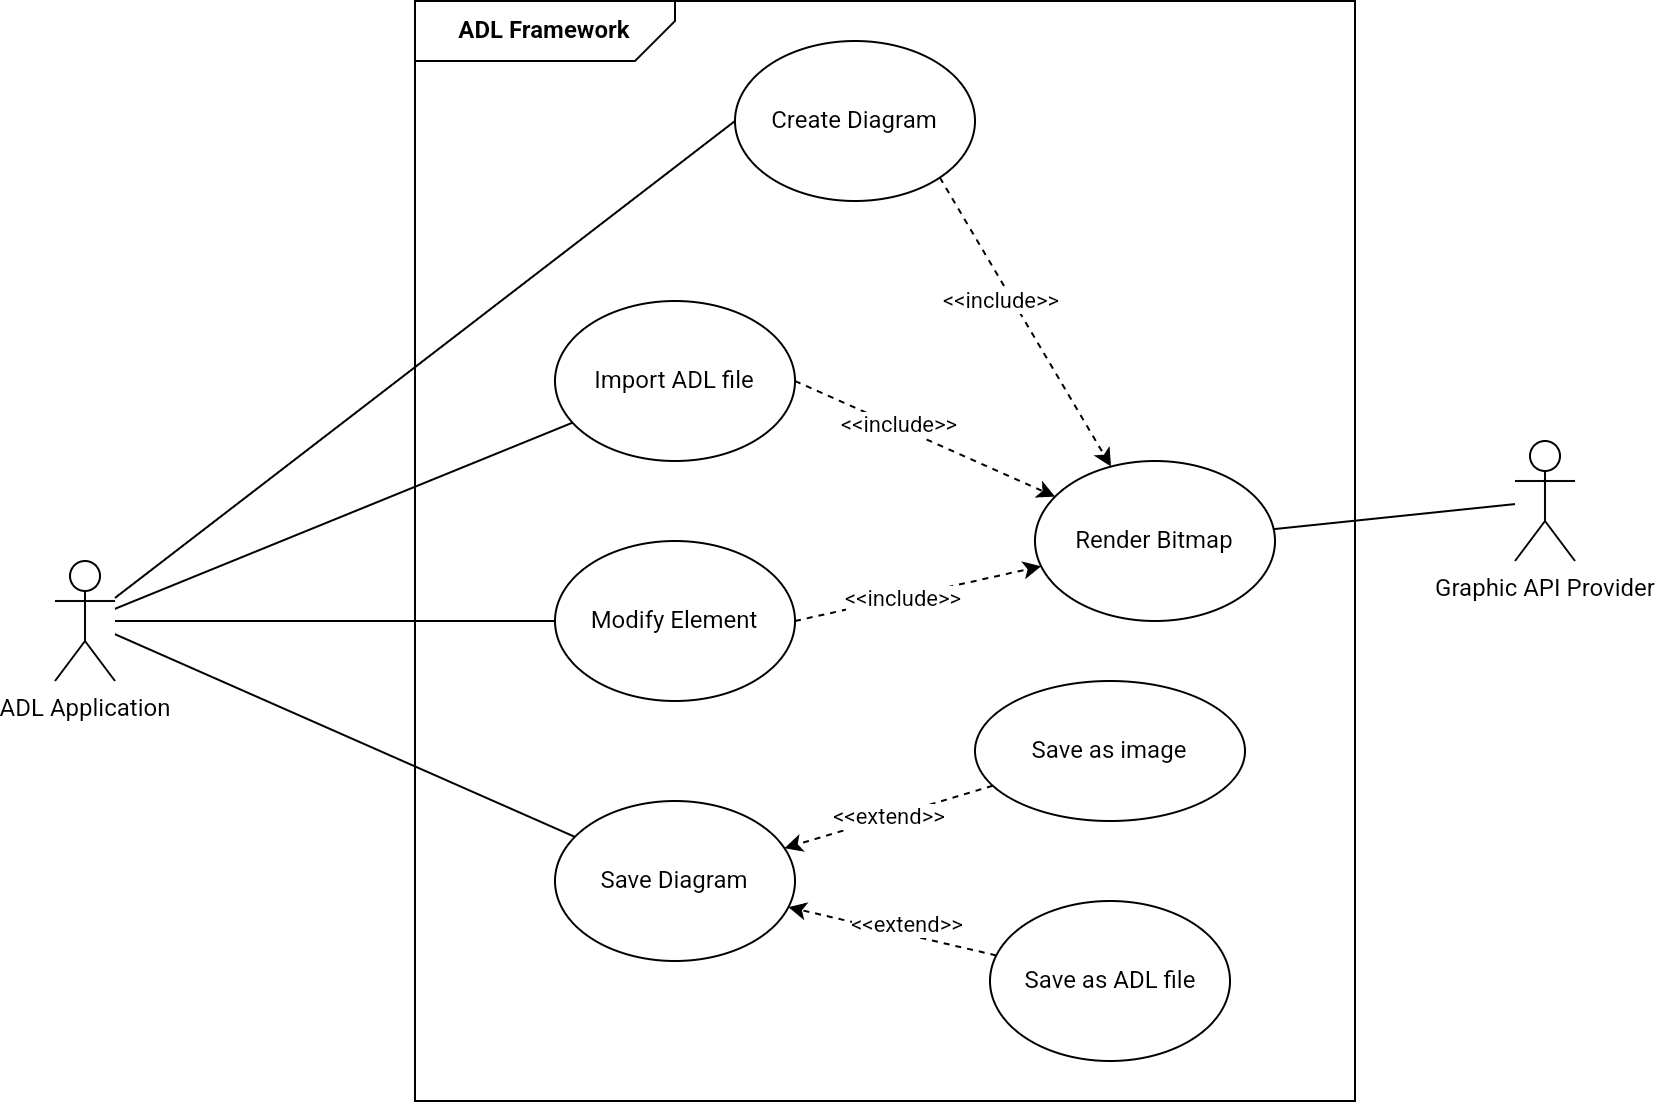 ADL Framework
Create Diagram
<<include>>
Import ADL file
<<include>>
Render Bitmap
Graphic API Provider
<<include>>
Modify Element
ADL Application
Save as image
<<extend>>
Save Diagram
<<extend>>
Save as ADL file